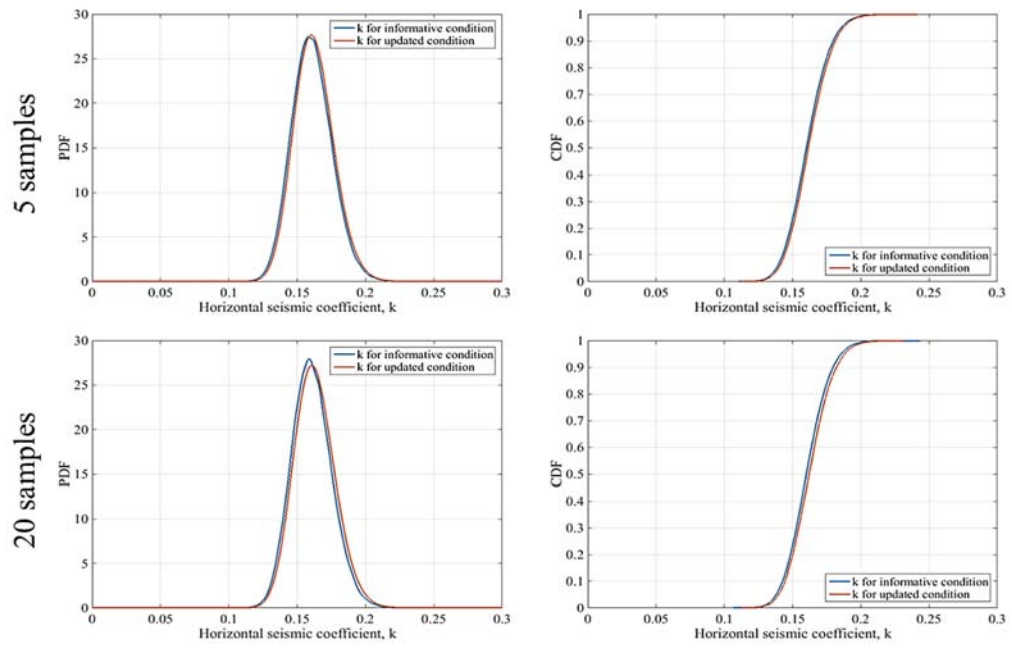 5 samples
30
25
20
15
10
5
0
PDF
k for informative condition
k for updated condition
0 0.05 0.1 0.15 0.2 0.25 0.3
Horizontal seismic coefficient, k
1
0.9
0.8
0.7
0.6
0.5
0.4
0.3
0.2
0.1
0
CDF
k for informative condition
k for updated condition
0 0.05 0.1 0.15 0.2 0.25 0.3
Horizontal seismic coefficient, k
20 samples
30
25
20
15
10
5
0
PDF
k for informative condition
k for updated condition
0 0.05 0.1 0.15 0.2 0.25 0.3
Horizontal seismic coefficient, k
1
0.9
0.8
0.7
0.6
0.5
0.4
0.3
0.2
0.1
0
CDF
k for informative condition
k for updated condition
0 0.05 0.1 0.15 0.2 0.25 0.3
Horizontal seismic coefficient, k